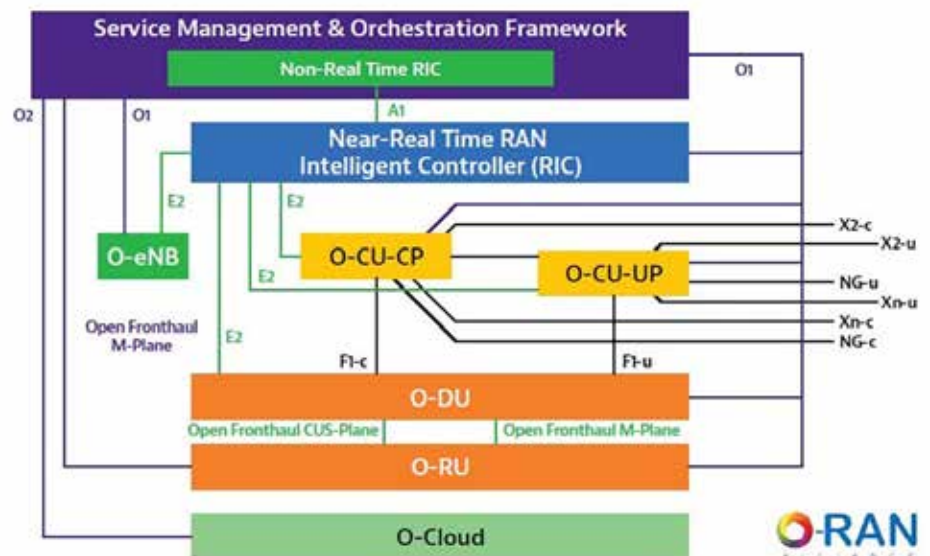 Service Management & Orchestration Framework
Non-Real Time RIC
O1
O2
O1
A1
Near-Real Time RAN
Intelligent Controller (RIC)
E2
E2
X2-c
X2-u
O-eNB
O-CU-CP
O-CU-UP
E2
NG-u
Xn-u
Open Fronthaul
M-Plane
E2
Xn-c
NG-c
F1-c
F1-u
O-DU
Open Fronthaul CUS-Plane
Open Fronthaul M-Plane
O-RU
O-Cloud
O-RAN